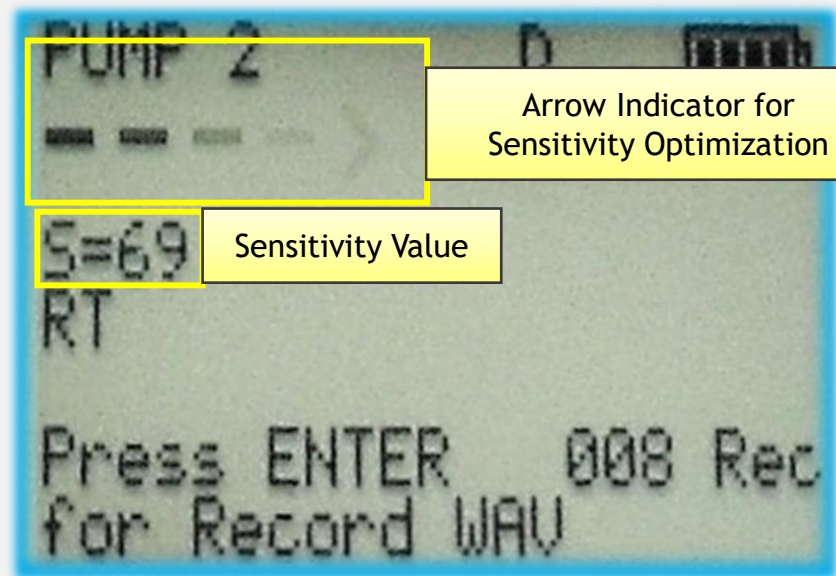 PUMP 2 D
Arrow Indicator for
Sensitivity Optimization
S=69
Sensitivity Value
RT
Press ENTER 008 Rec
for Record WAV